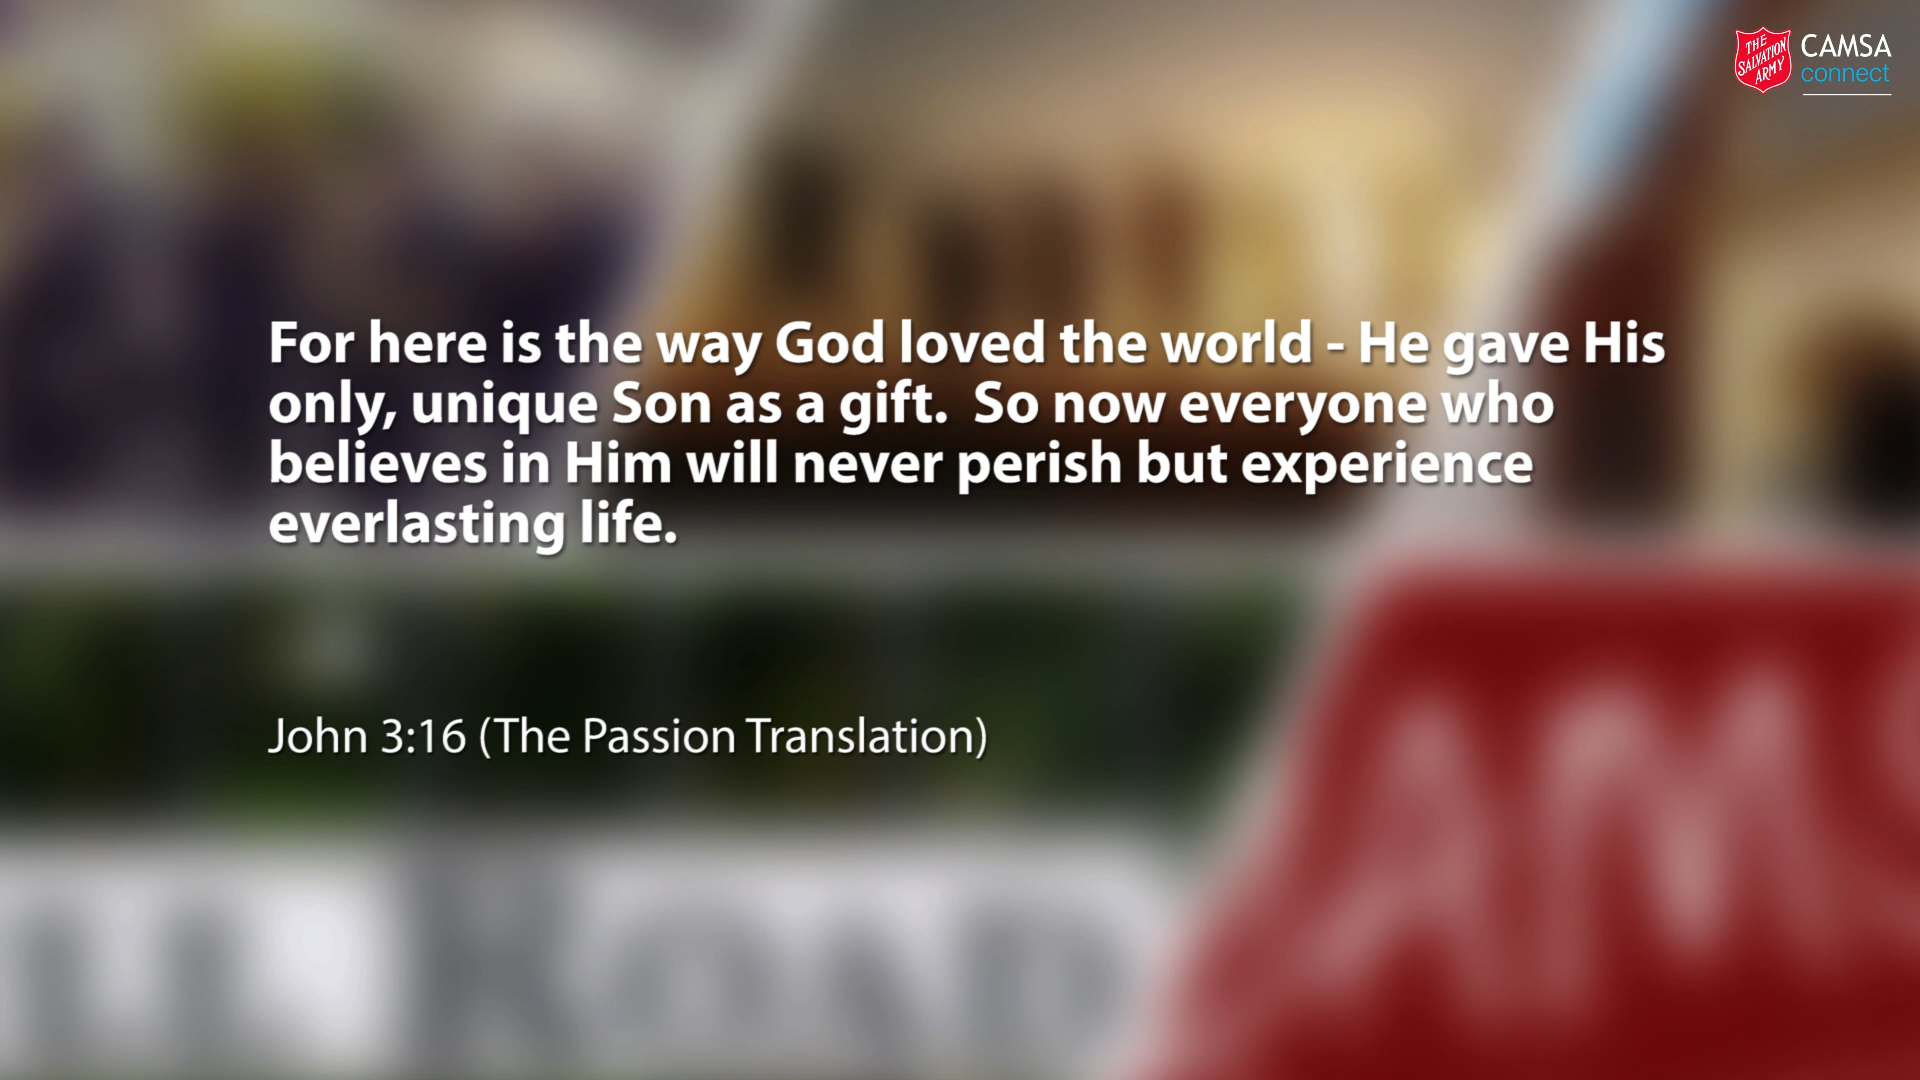 THE
SALVATION
ARMY
CAMSA
connect
For here is the way God loved the world - He gave His
only, unique Son as a gift.  So now everyone who
believes in Him will never perish but experience
everlasting life.
John 3:16 (The Passion Translation)